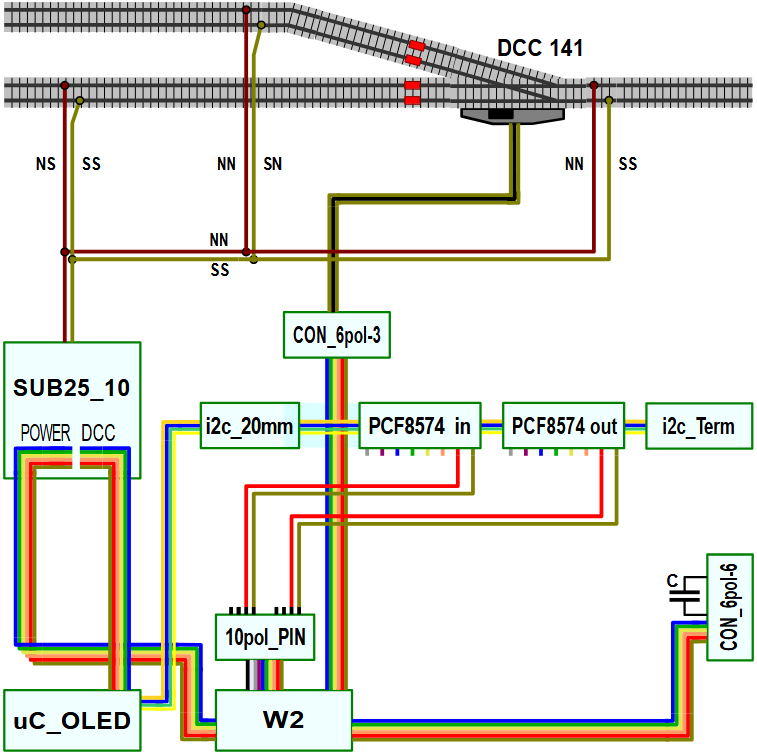 DCC 141
NS SS NN SN NN SS
NN
SS
CON_6pol-3
SUB25_10
POWER DCC
i2c_20mm
PCF8574 in
PCF8574 out
i2c_Term
C
CON_6pol-6
10pol_PIN
uC_OLED
W2